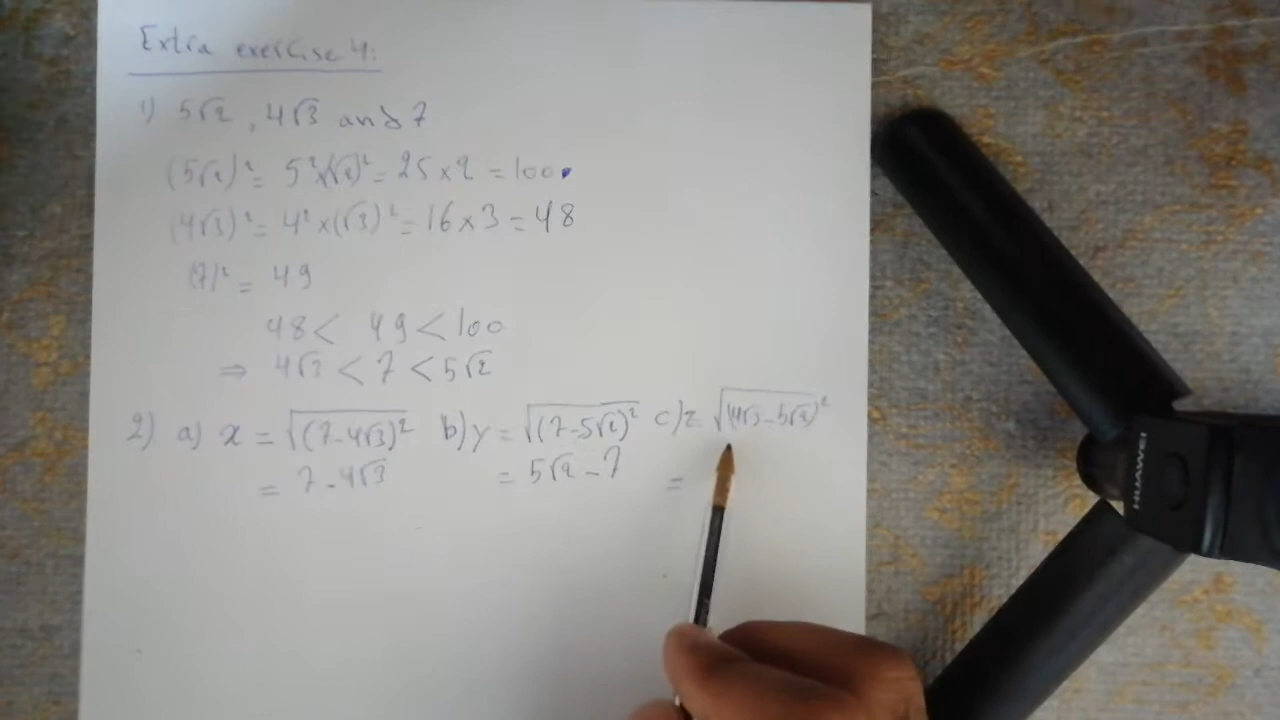 Extra exercise 4:
1) 5√2 , 4√3 and 7
(5√2)² = 5²×(√2)² = 25 × 2 = 100
(4√3)² = 4² ×(√3)² = 16 × 3 = 48
(7)² = 49
48 < 49 < 100
⇒ 4√3 < 7 < 5√2
2) a) x = √(7-4√3)² b) y = √(7-5√2)² c) z = √(4√3-5√2)²
= 7-4√3 = 5√2-7 =
HUAWEI